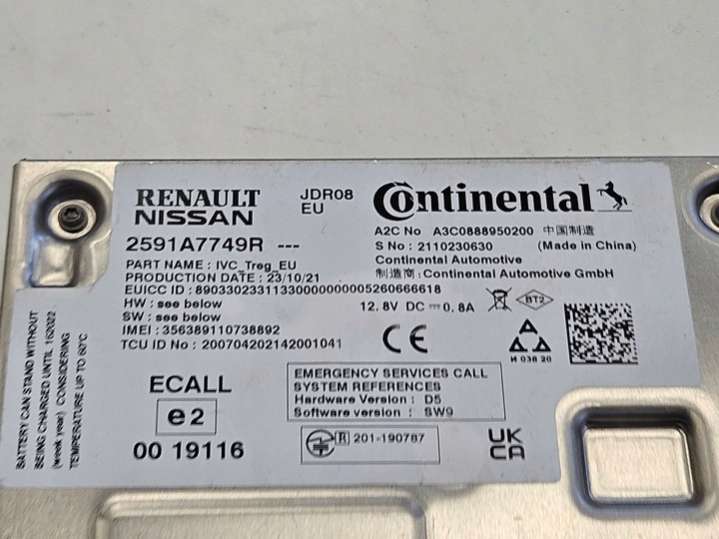 RENAULT
NISSAN
JDR08
EU
Continental
2591A7749R ---
A2C No A3C0888950200 中国制造
S No : 2110230630 (Made in China)
PART NAME : IVC_Treg_EU
Continental Automotive
PRODUCTION DATE : 23/10/21
制造商 : Continental Automotive GmbH
EUICC ID : 89033023311330000000005260666618
HW : see below
12. 8V DC 0. 8A
BT2
SW : see below
IMEI : 356389110738892
TCU ID No : 200704202142001041
CE
И 038 20
BATTERY CAN STAND WITHOUT
BEING CHARGED UNTIL 162022
(week year) CONSIDERING
TEMPERATURE UP TO 60°C
ECALL
e2
00 19116
EMERGENCY SERVICES CALL
SYSTEM REFERENCES
Hardware Version : D5
Software version : SW9
R 201-190787
UK
CA